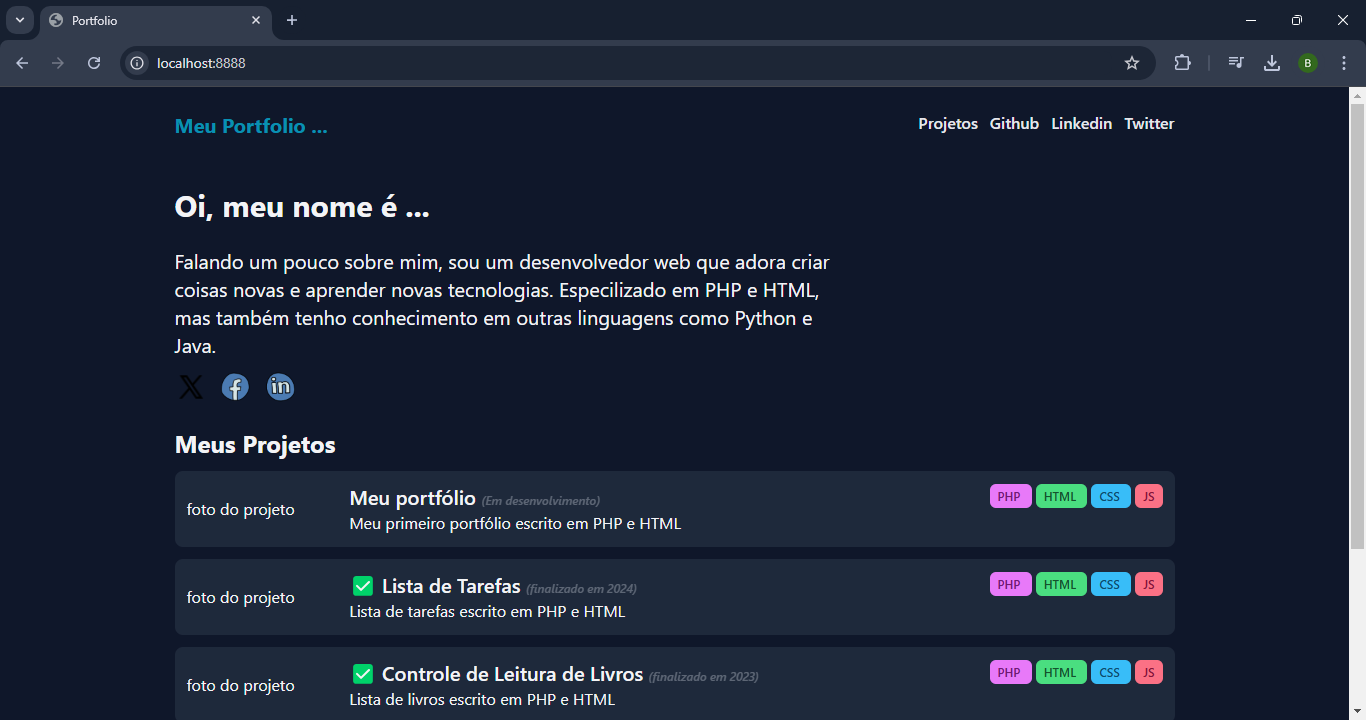 Portfolio
localhost:8888
B
Meu Portfolio ...
Projetos Github Linkedin Twitter
Oi, meu nome é ...
Falando um pouco sobre mim, sou um desenvolvedor web que adora criar
coisas novas e aprender novas tecnologias. Especilizado em PHP e HTML,
mas também tenho conhecimento em outras linguagens como Python e
Java.
X f in
Meus Projetos
foto do projeto
Meu portfólio (Em desenvolvimento)
Meu primeiro portfólio escrito em PHP e HTML
PHP HTML CSS JS
foto do projeto
✅ Lista de Tarefas (finalizado em 2024)
Lista de tarefas escrito em PHP e HTML
PHP HTML CSS JS
foto do projeto
✅ Controle de Leitura de Livros (finalizado em 2023)
Lista de livros escrito em PHP e HTML
PHP HTML CSS JS